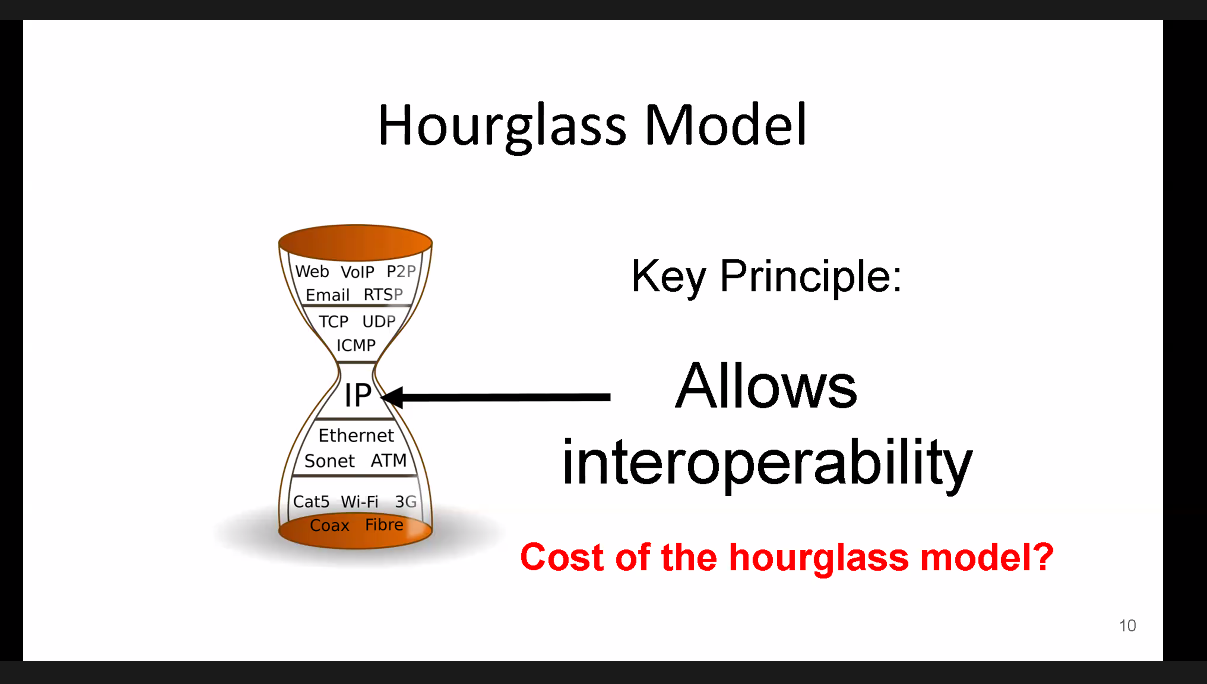 Hourglass Model
Web VoIP P2P
Email RTSP
TCP UDP
ICMP
IP
Ethernet
Sonet ATM
Cat5 Wi-Fi 3G
Coax Fibre
Key Principle:
Allows
interoperability
Cost of the hourglass model?
10